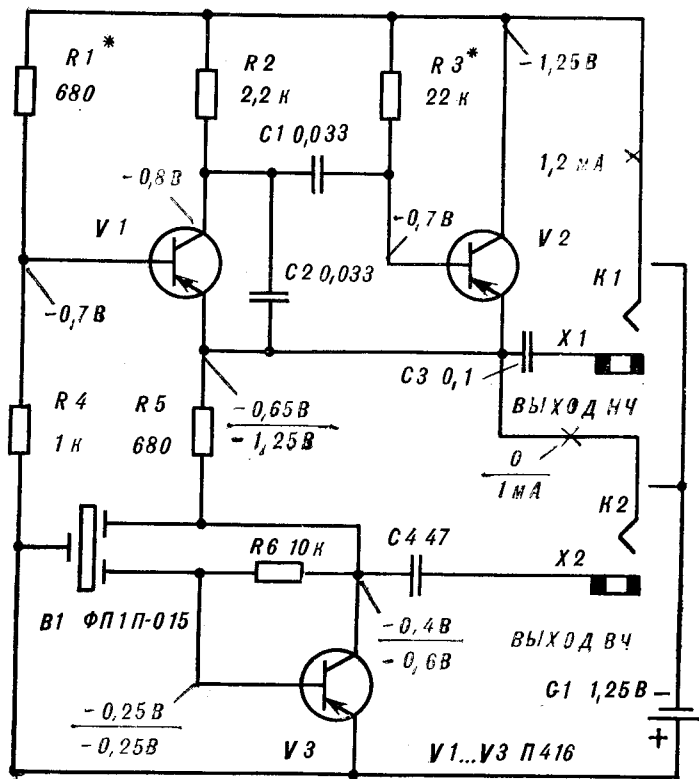 R1*
680
R2
2,2 к
R3*
22 к
-1,25 В
C1 0,033
1,2 мА
-0,8 В
V1
-0,7 В
V2
C2 0,033
К1
-0,7 В
X1
C3 0,1
ВЫХОД НЧ
R4
1 к
R5
680
-0,65 В
-1,25 В
0
1 мА
К2
C4 47
R6 10 к
X2
В1 ФП1П-015
-0,4 В
-0,6 В
ВЫХОД ВЧ
G1 1,25 В
-
+
-0,25 В
-0,25 В
V3
V1...V3 П416